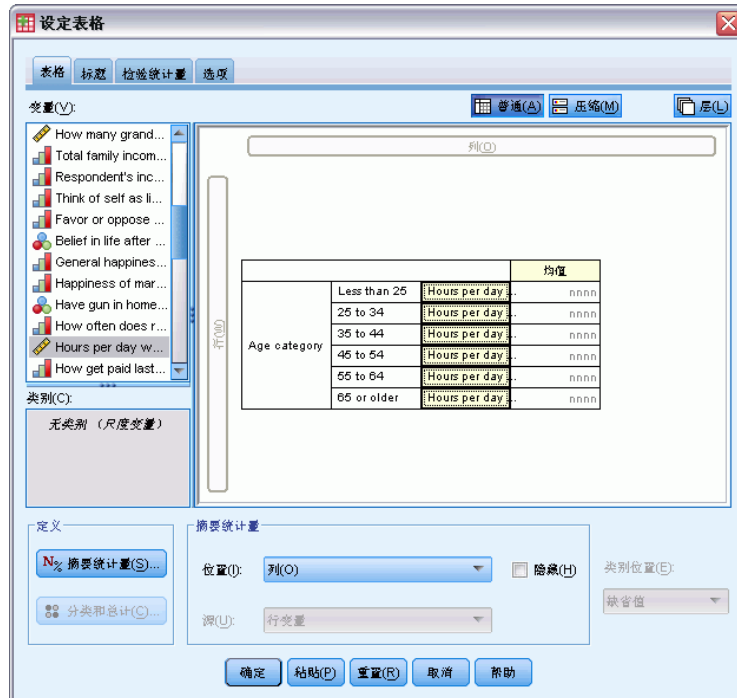 设定表格
表格 标题 检验统计量 选项
变量(V):
普通(A) 压缩(M) 层(L)
How many grand...
Total family incom...
Respondent's inc...
Think of self as li...
Favor or oppose ...
Belief in life after ...
General happines...
Happiness of mar...
Have gun in home...
How often does r...
Hours per day w...
How get paid last...
列(O)
行(W)
均值
Age category
Less than 25 Hours per day ... nnnn
25 to 34 Hours per day ... nnnn
35 to 44 Hours per day ... nnnn
45 to 54 Hours per day ... nnnn
55 to 64 Hours per day ... nnnn
65 or older Hours per day ... nnnn
类别(C):
无类别 (尺度变量)
定义
N% 摘要统计量(S)...
分类和总计(C)...
摘要统计量
位置(I): 列(O) 隐藏(H)
源(U): 行变量
类别位置(E):
缺省值
确定 粘贴(P) 重置(R) 取消 帮助